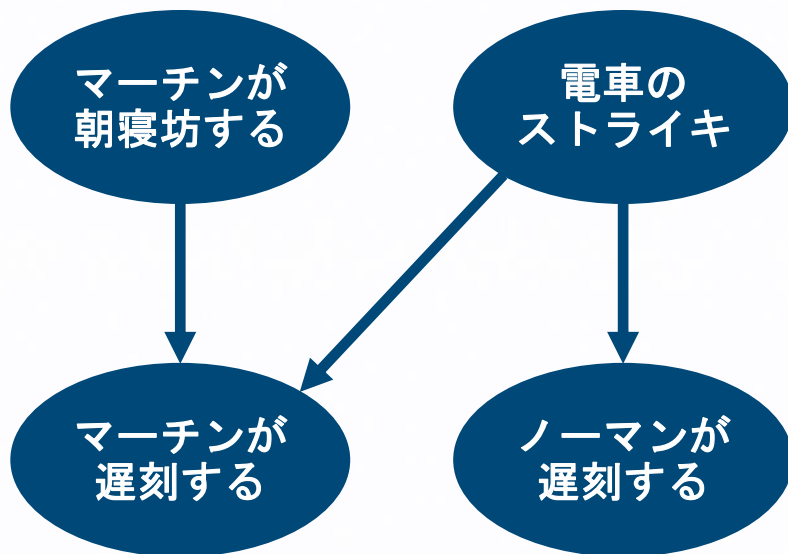 マーチンが
朝寝坊する
電車の
ストライキ
マーチンが
遅刻する
ノーマンが
遅刻する